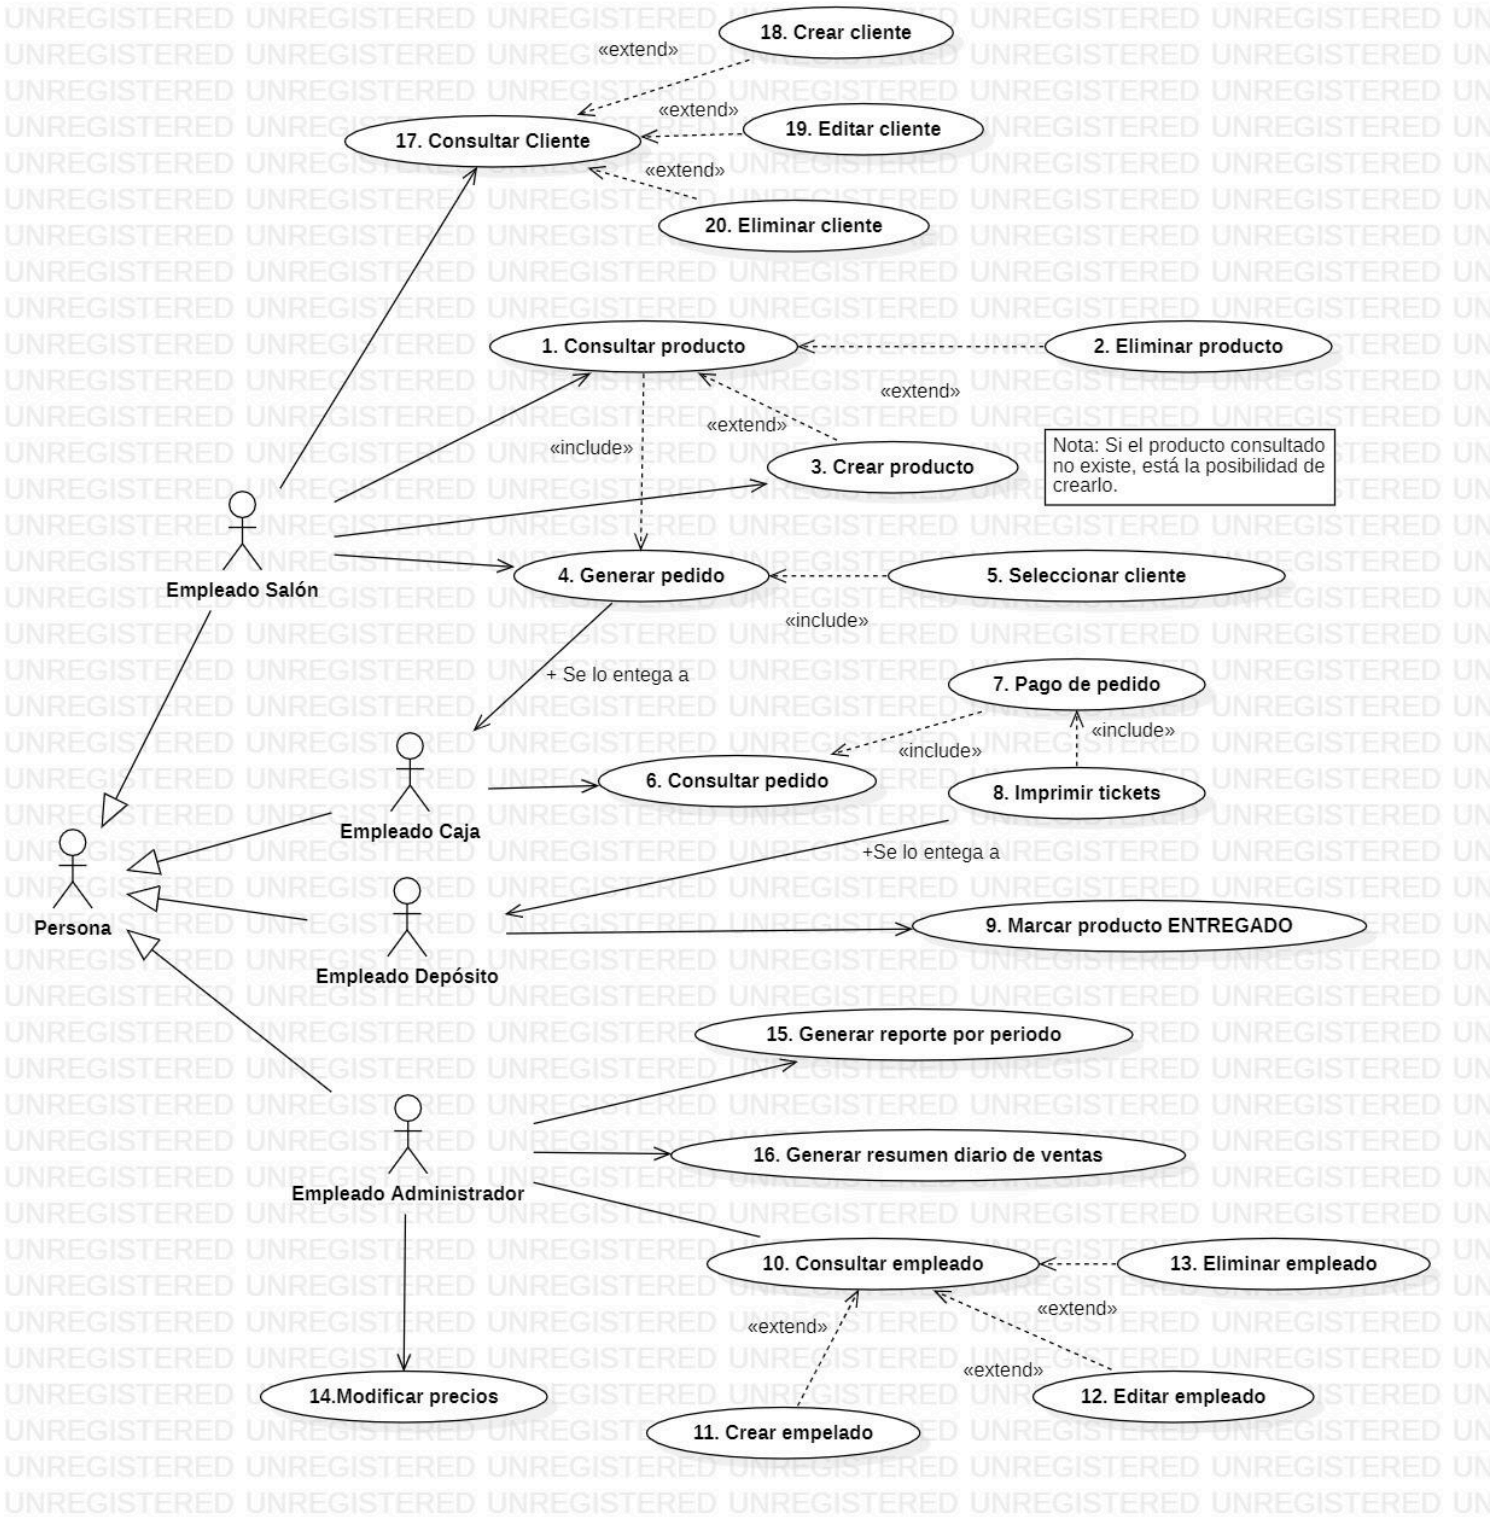 18. Crear cliente
«extend»
«extend»
19. Editar cliente
17. Consultar Cliente
«extend»
20. Eliminar cliente
1. Consultar producto
2. Eliminar producto
«extend»
«extend»
«include»
Nota: Si el producto consultado
no existe, está la posibilidad de
crearlo.
3. Crear producto
4. Generar pedido
5. Seleccionar cliente
Empleado Salón
«include»
+ Se lo entega a
7. Pago de pedido
«include»
«include»
6. Consultar pedido
8. Imprimir tickets
Empleado Caja
+Se lo entega a
Persona
9. Marcar producto ENTREGADO
Empleado Depósito
15. Generar reporte por periodo
16. Generar resumen diario de ventas
Empleado Administrador
10. Consultar empleado
13. Eliminar empleado
«extend»
«extend»
«extend»
14.Modificar precios
12. Editar empleado
11. Crear empelado
UNREGISTERED